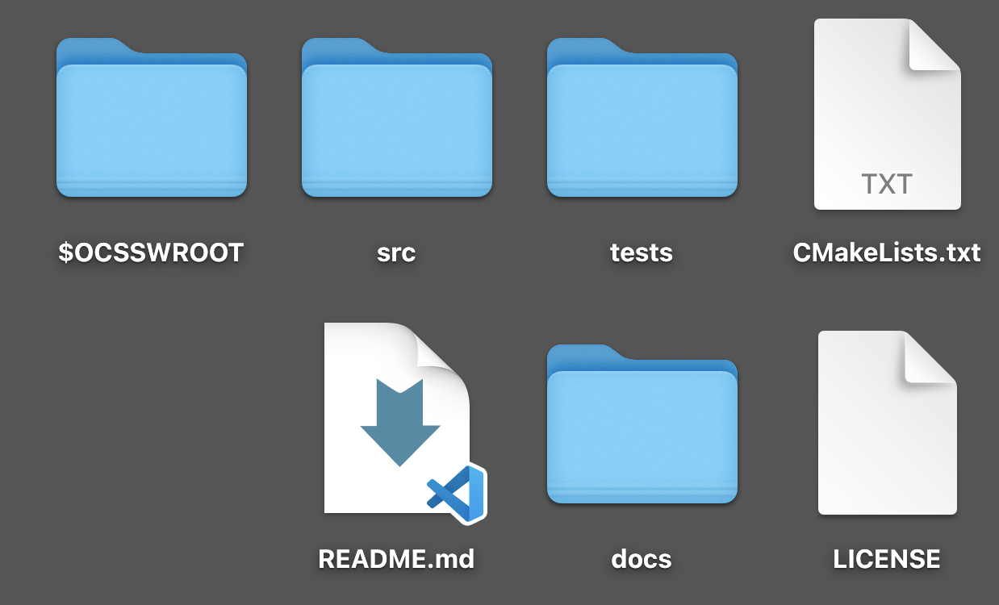 TXT
$OCSSWROOT
src
tests
CMakeLists.txt
README.md
docs
LICENSE